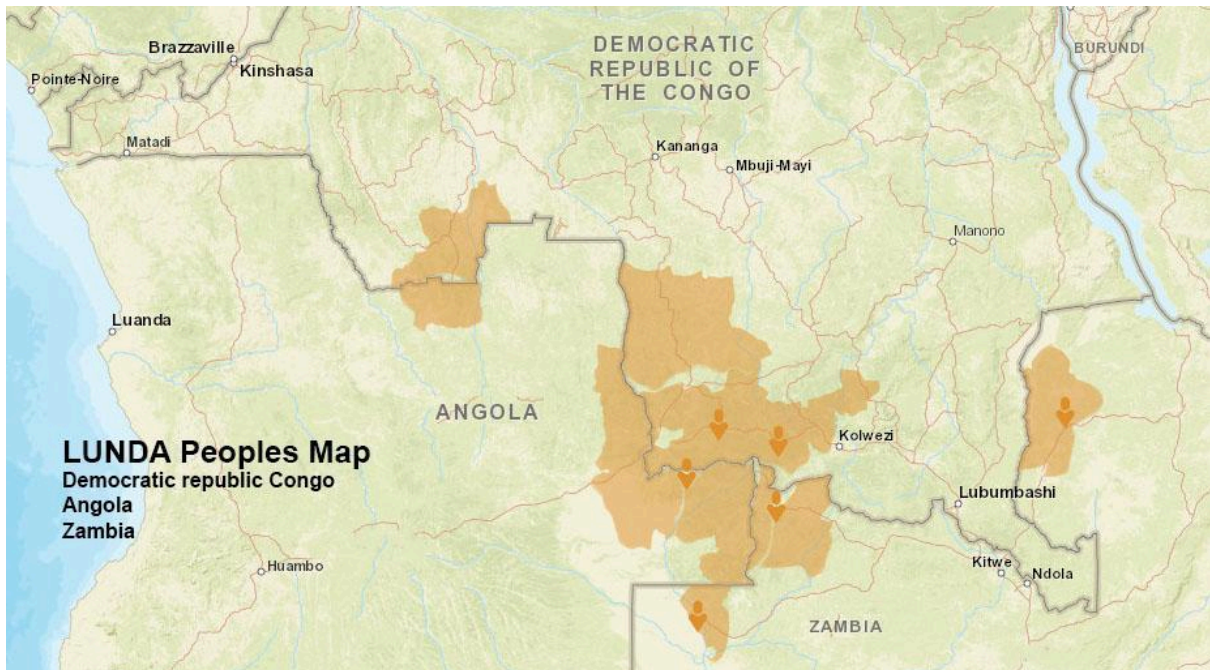 DEMOCRATIC
REPUBLIC OF
THE CONGO
BURUNDI
Brazzaville
Kinshasa
Pointe-Noire
Matadi
Kananga
Mbuji-Mayi
Manono
Luanda
ANGOLA
Kolwezi
LUNDA Peoples Map
Democratic republic Congo
Angola
Zambia
Lubumbashi
Huambo
Kitwe
Ndola
ZAMBIA